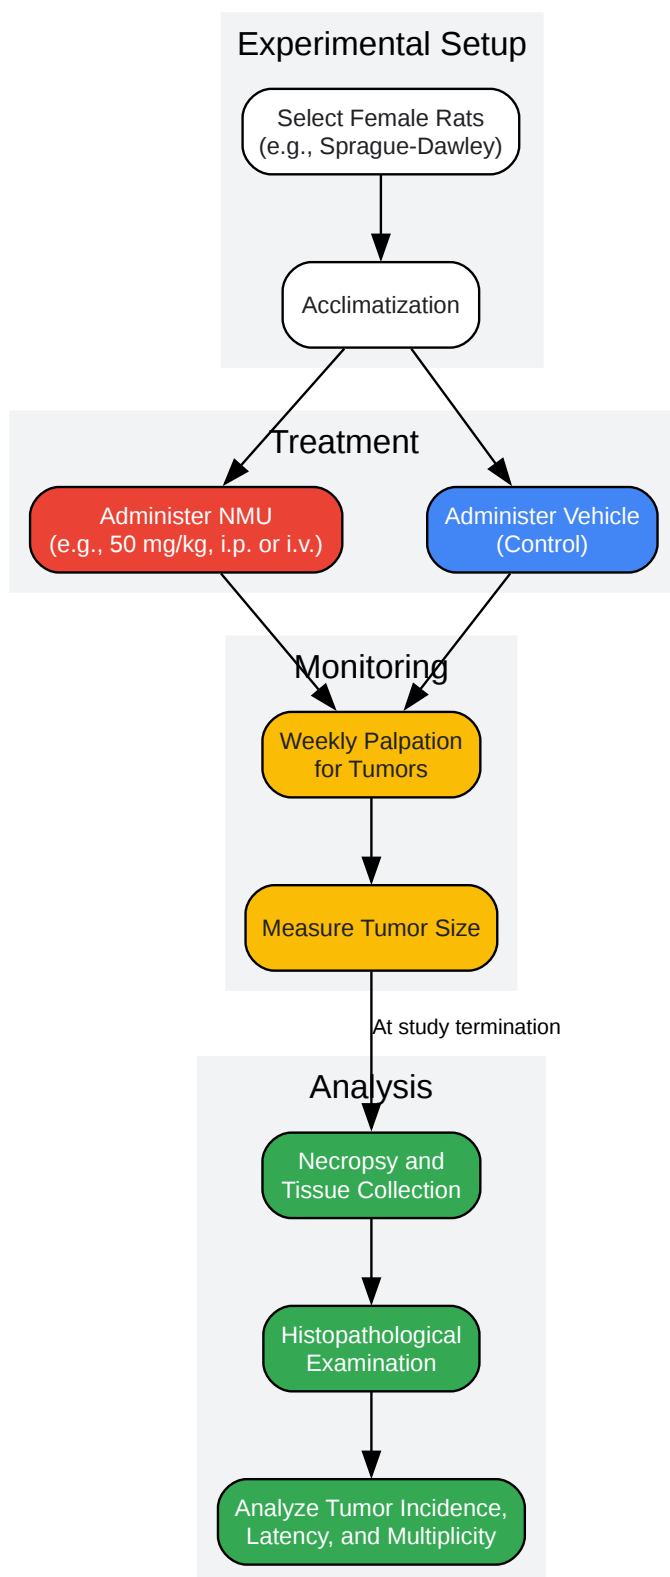 Experimental Setup
Select Female Rats
(e.g., Sprague-Dawley)
Acclimatization
Treatment
Administer NMU
(e.g., 50 mg/kg, i.p. or i.v.)
Administer Vehicle
(Control)
Monitoring
Weekly Palpation
for Tumors
Measure Tumor Size
At study termination
Analysis
Necropsy and
Tissue Collection
Histopathological
Examination
Analyze Tumor Incidence,
Latency, and Multiplicity